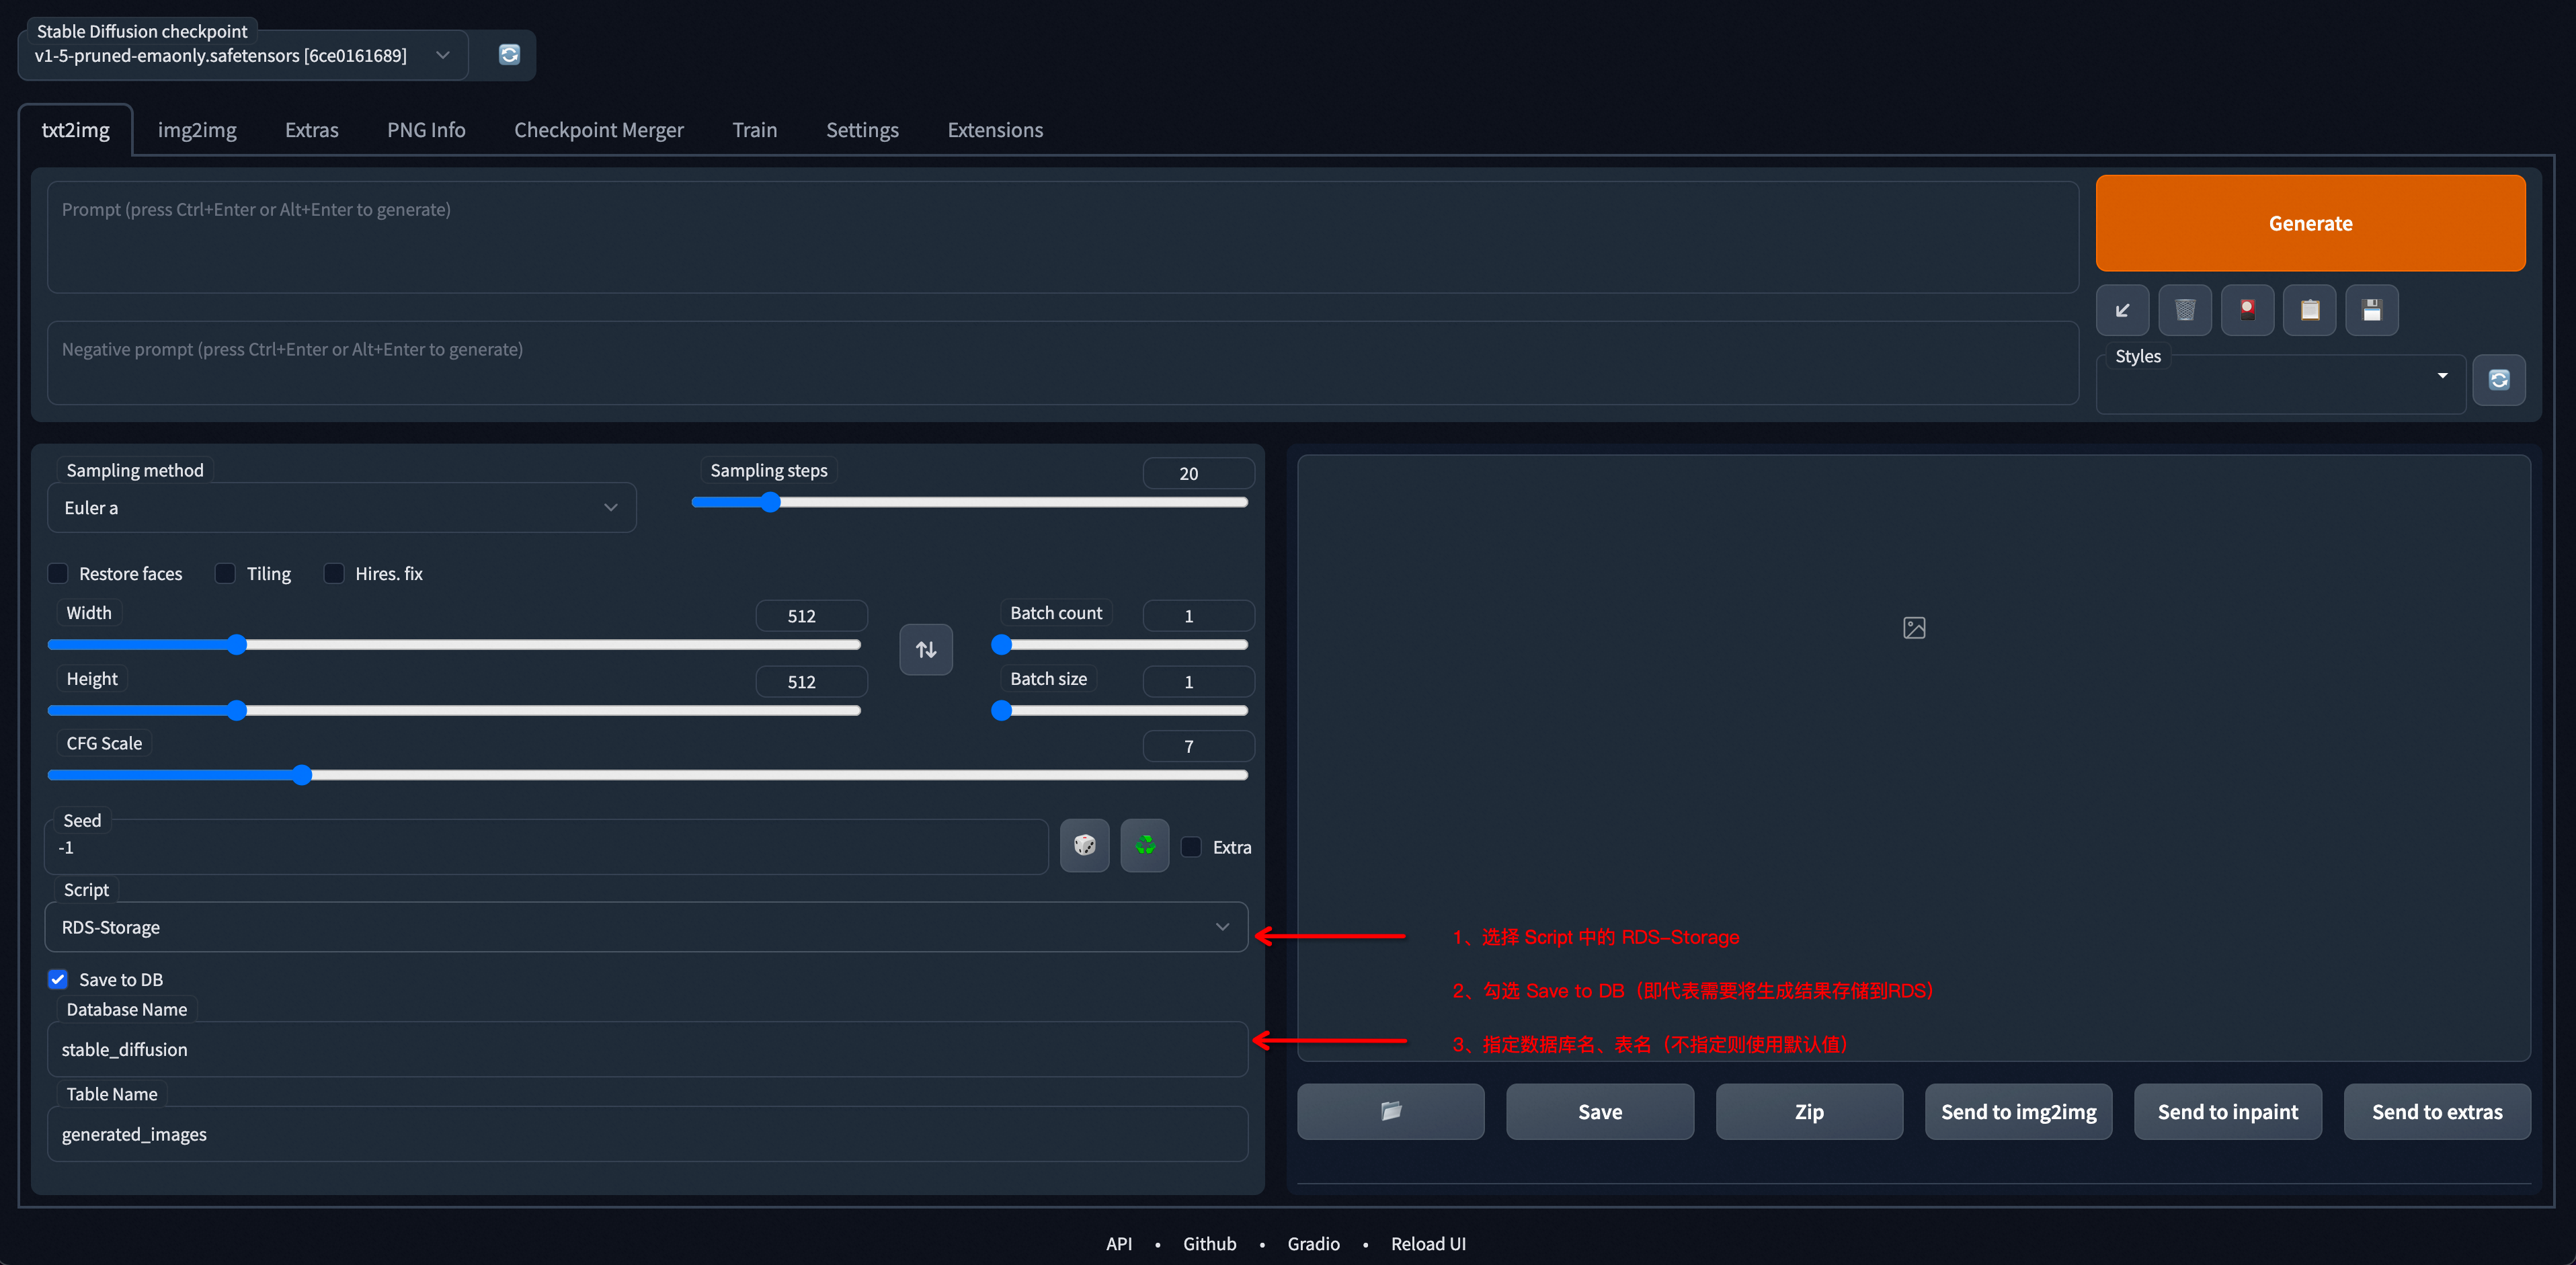 Stable Diffusion checkpoint
v1-5-pruned-emaonly.safetensors [6ce0161689]
txt2img
img2img
Extras
PNG Info
Checkpoint Merger
Train
Settings
Extensions
Prompt (press Ctrl+Enter or Alt+Enter to generate)
Generate
Negative prompt (press Ctrl+Enter or Alt+Enter to generate)
Styles
Sampling method
Euler a
Sampling steps
20
Restore faces
Tiling
Hires. fix
Width
512
Height
512
Batch count
1
Batch size
1
CFG Scale
7
Seed
-1
Extra
Script
RDS-Storage
Save to DB
Database Name
stable_diffusion
Table Name
generated_images
1、选择 Script 中的 RDS-Storage
2、勾选 Save to DB（即代表需要将生成结果存储到RDS）
3、指定数据库名、表名（不指定则使用默认值）
Save
Zip
Send to img2img
Send to inpaint
Send to extras
API • Github • Gradio • Reload UI